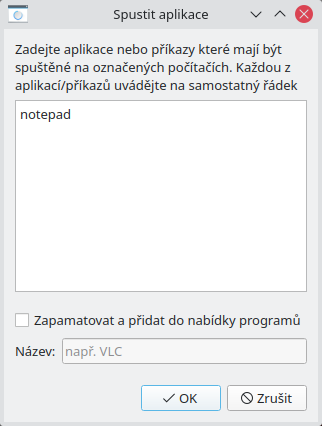 Spustit aplikace
Zadejte aplikace nebo příkazy které mají být
spuštěné na označených počítačích. Každou z
aplikací/příkazů uvádějte na samostatný řádek
notepad
Zapamatovat a přidat do nabídky programů
Název: např. VLC
OK Zrušit